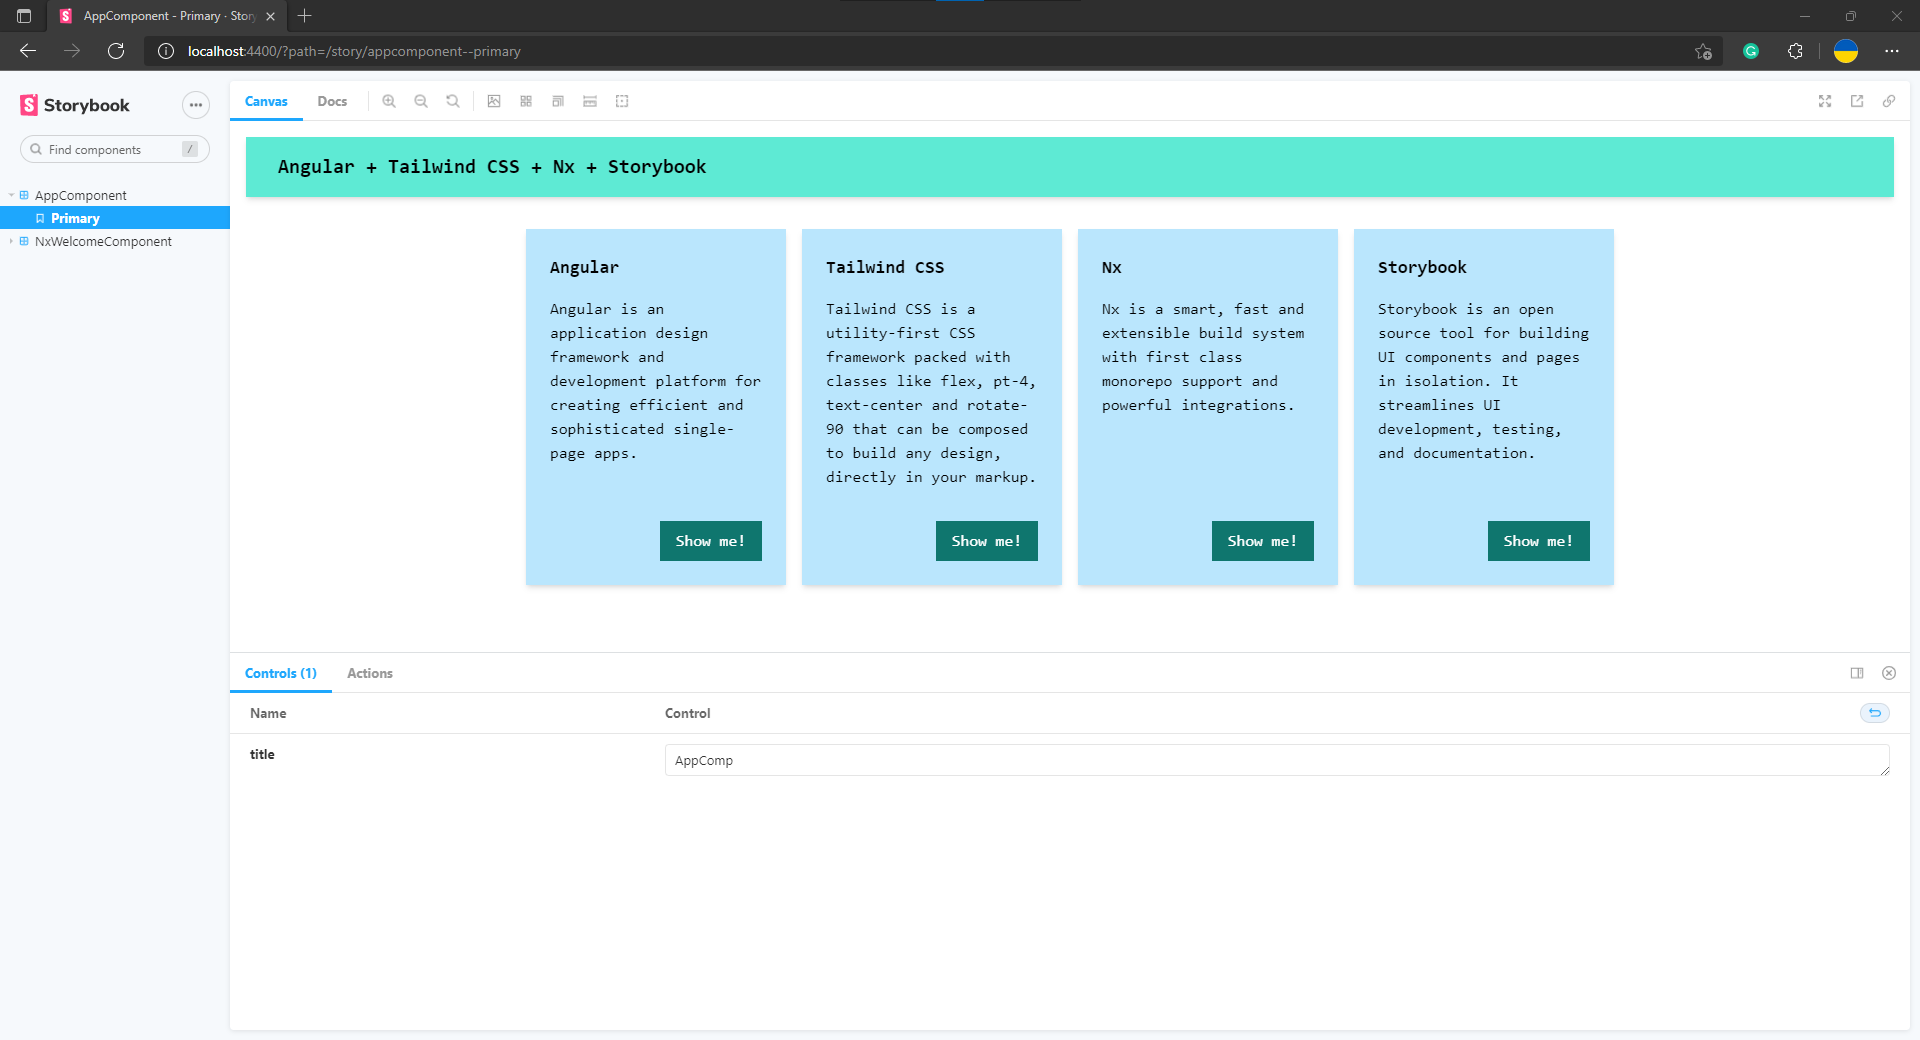 AppComponent - Primary · Story
localhost:4400/?path=/story/appcomponent--primary
Storybook
Find components /
AppComponent
Primary
NxWelcomeComponent
Canvas Docs
Angular + Tailwind CSS + Nx + Storybook
Angular
Angular is an
application design
framework and
development platform for
creating efficient and
sophisticated single-
page apps.
Show me!
Tailwind CSS
Tailwind CSS is a
utility-first CSS
framework packed with
classes like flex, pt-4,
text-center and rotate-
90 that can be composed
to build any design,
directly in your markup.
Show me!
Nx
Nx is a smart, fast and
extensible build system
with first class
monorepo support and
powerful integrations.
Show me!
Storybook
Storybook is an open
source tool for building
UI components and pages
in isolation. It
streamlines UI
development, testing,
and documentation.
Show me!
Controls (1) Actions
Name Control
title AppComp